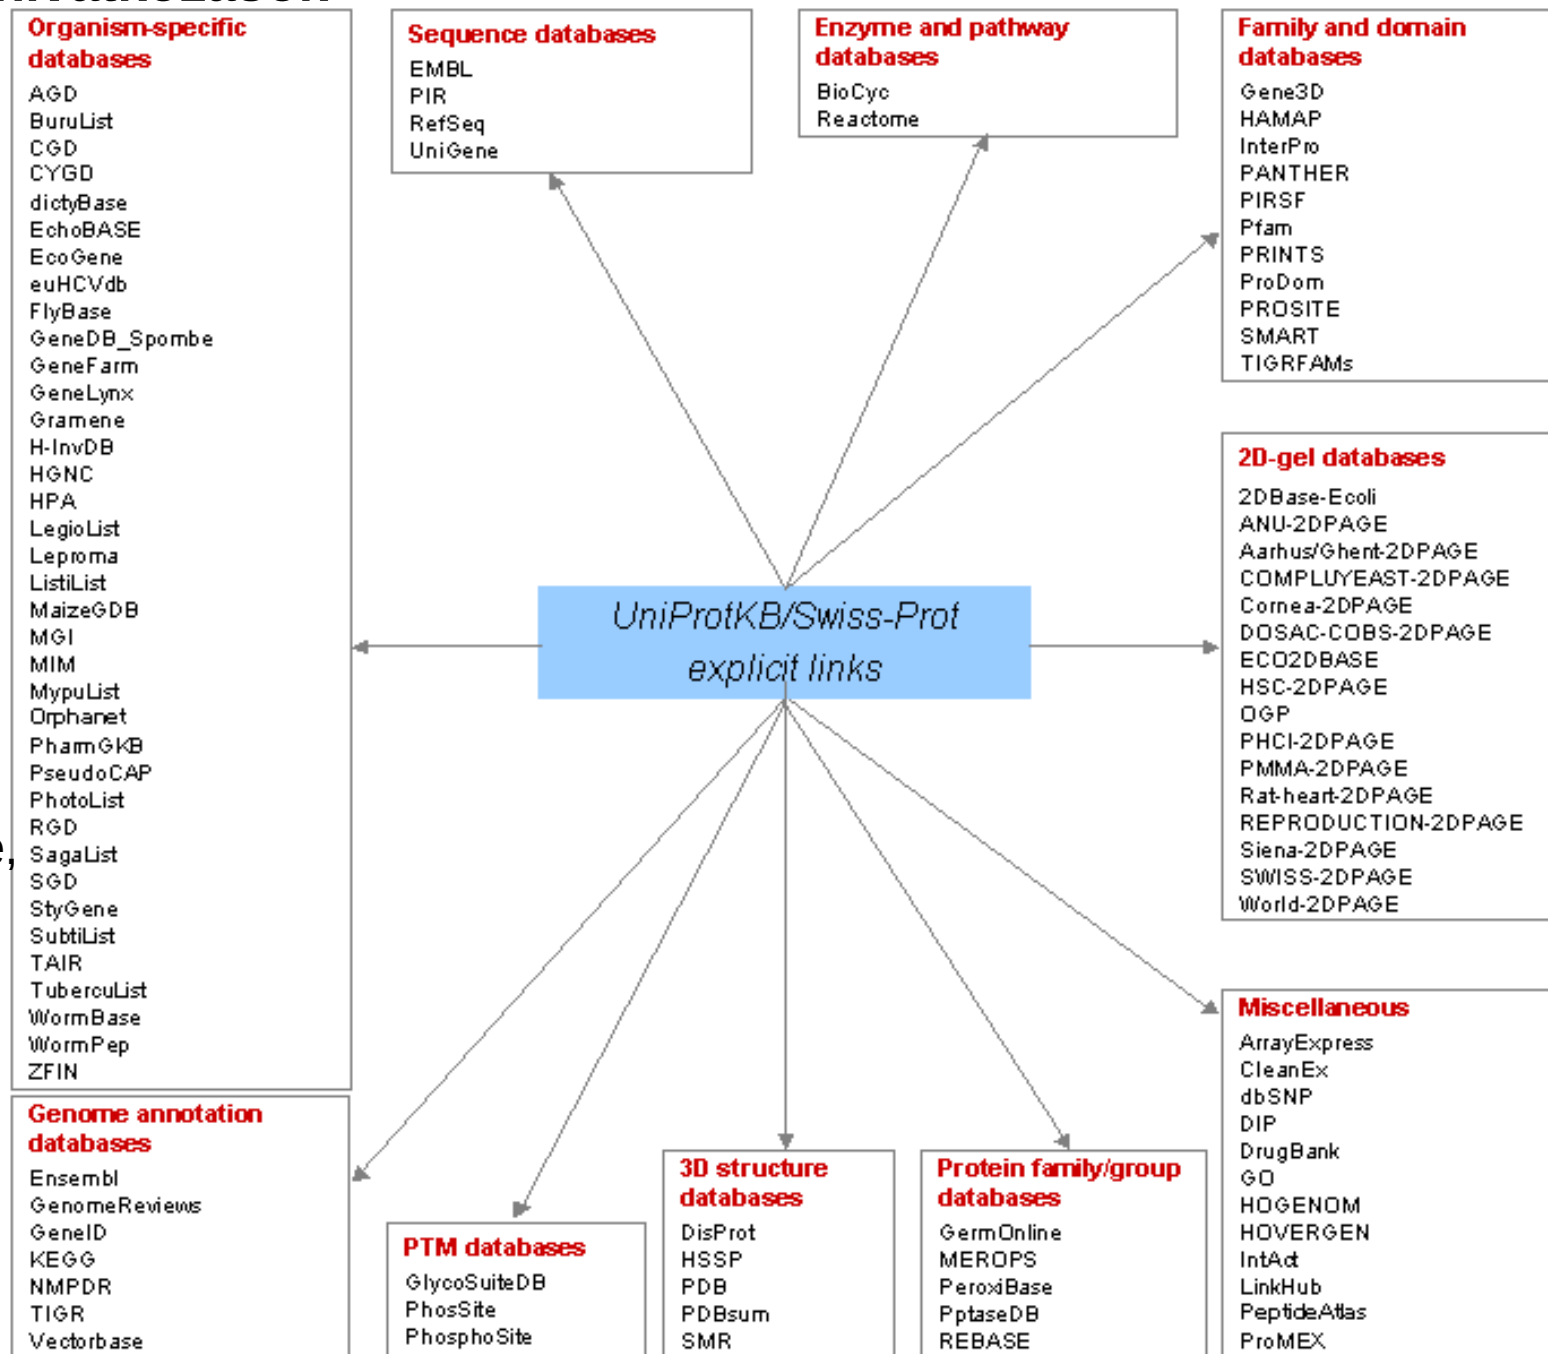 Organism-specific
databases
AGD
BuruList
CGD
CYGD
dictyBase
EchoBASE
EcoGene
euHCVdb
FlyBase
GeneDB_Spombe
GeneFarm
GeneLynx
Gramene
H-InvDB
HGNC
HPA
LegioList
Leproma
ListiList
MaizeGDB
MGI
MIM
MypuList
Orphanet
PharmGKB
PseudoCAP
PhotoList
RGD
SagaList
SGD
StyGene
SubtiList
TAIR
TubercuList
WormBase
WormPep
ZFIN
Sequence databases
EMBL
PIR
RefSeq
UniGene
Enzyme and pathway
databases
BioCyc
Reactome
Family and domain
databases
Gene3D
HAMAP
InterPro
PANTHER
PIRSF
Pfam
PRINTS
ProDom
PROSITE
SMART
TIGRFAMs
UniProtKB/Swiss-Prot
explicit links
2D-gel databases
2DBase-Ecoli
ANU-2DPAGE
Aarhus/Ghent-2DPAGE
COMPLUYEAST-2DPAGE
Cornea-2DPAGE
DOSAC-COBS-2DPAGE
ECO2DBASE
HSC-2DPAGE
OGP
PHCI-2DPAGE
PMMA-2DPAGE
Rat-heart-2DPAGE
REPRODUCTION-2DPAGE
Siena-2DPAGE
SWISS-2DPAGE
World-2DPAGE
Genome annotation
databases
Ensembl
GenomeReviews
GeneID
KEGG
NMPDR
TIGR
Vectorbase
PTM databases
GlycoSuiteDB
PhosSite
PhosphoSite
3D structure
databases
DisProt
HSSP
PDB
PDBsum
SMR
Protein family/group
databases
GermOnline
MEROPS
PeroxiBase
PptaseDB
REBASE
Miscellaneous
ArrayExpress
CleanEx
dbSNP
DIP
DrugBank
GO
HOGENOM
HOVERGEN
IntAct
LinkHub
PeptideAtlas
ProMEX